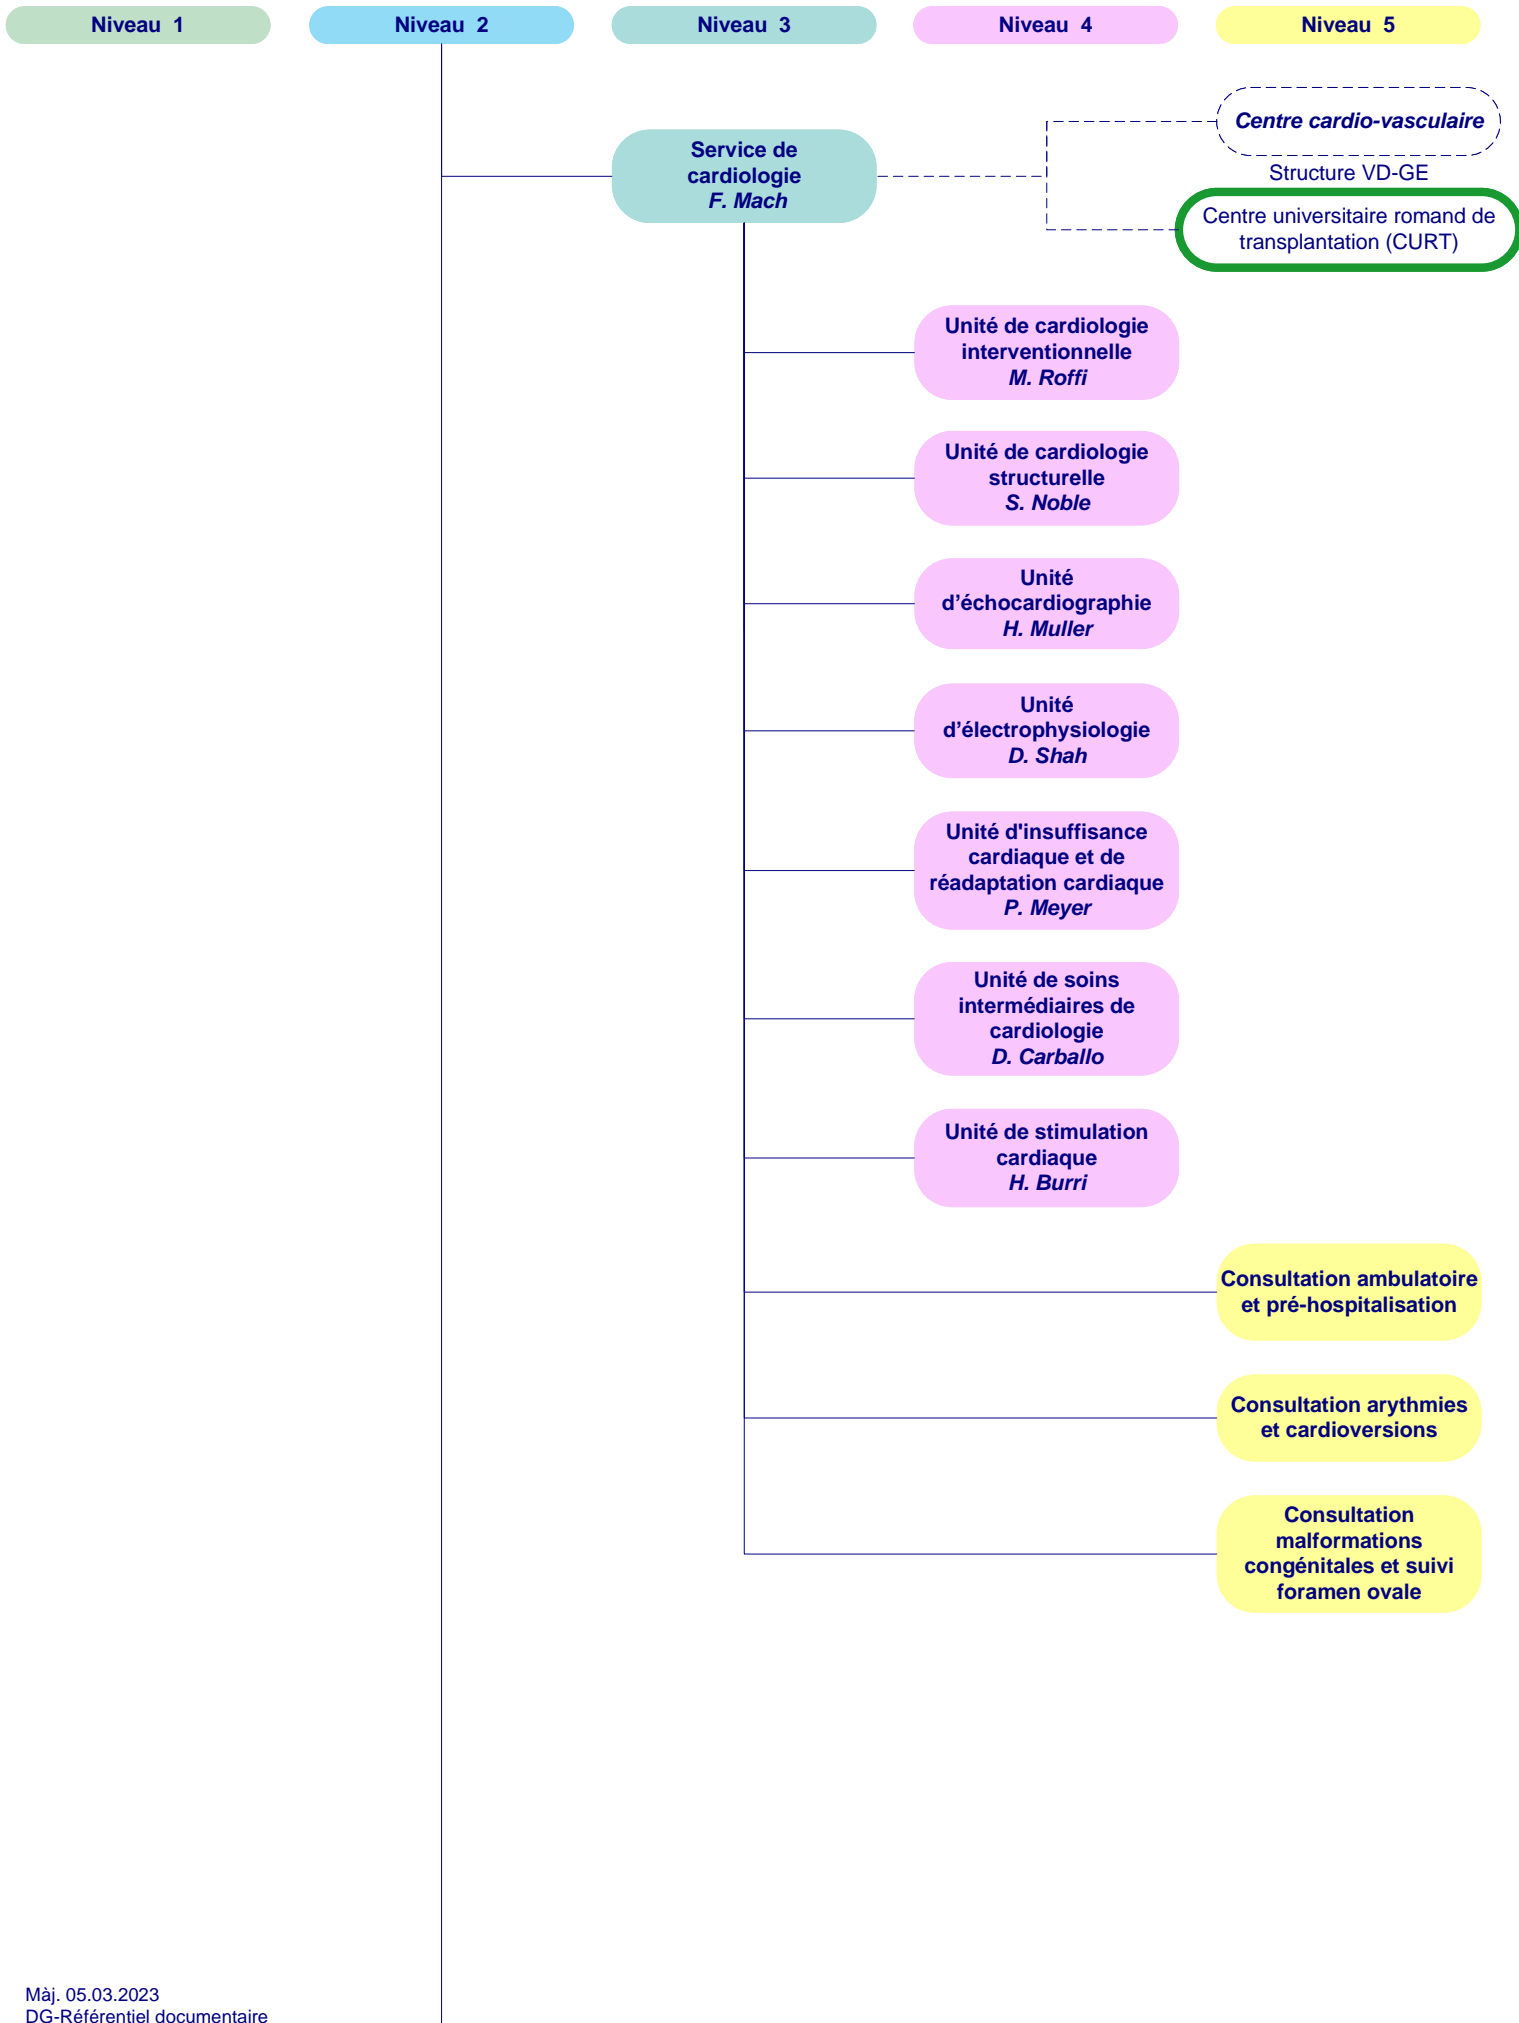 Niveau  1
Niveau  2
Niveau  3
Niveau  4
Niveau  5
Centre cardio-vasculaire
Service de
cardiologie
F. Mach
Structure VD-GE
Centre universitaire romand de
transplantation (CURT)
Unité de cardiologie
interventionnelle
M. Roffi
Unité de cardiologie
structurelle
S. Noble
Unité
d’échocardiographie
H. Muller
Unité
d’électrophysiologie
D. Shah
Unité d'insuffisance
cardiaque et de
réadaptation cardiaque
P. Meyer
Unité de soins
intermédiaires de
cardiologie
D. Carballo
Unité de stimulation
cardiaque
H. Burri
Consultation ambulatoire
et pré-hospitalisation
Consultation arythmies
et cardioversions
Consultation
malformations
congénitales et suivi
foramen ovale
Màj. 05.03.2023
DG-Référentiel documentaire